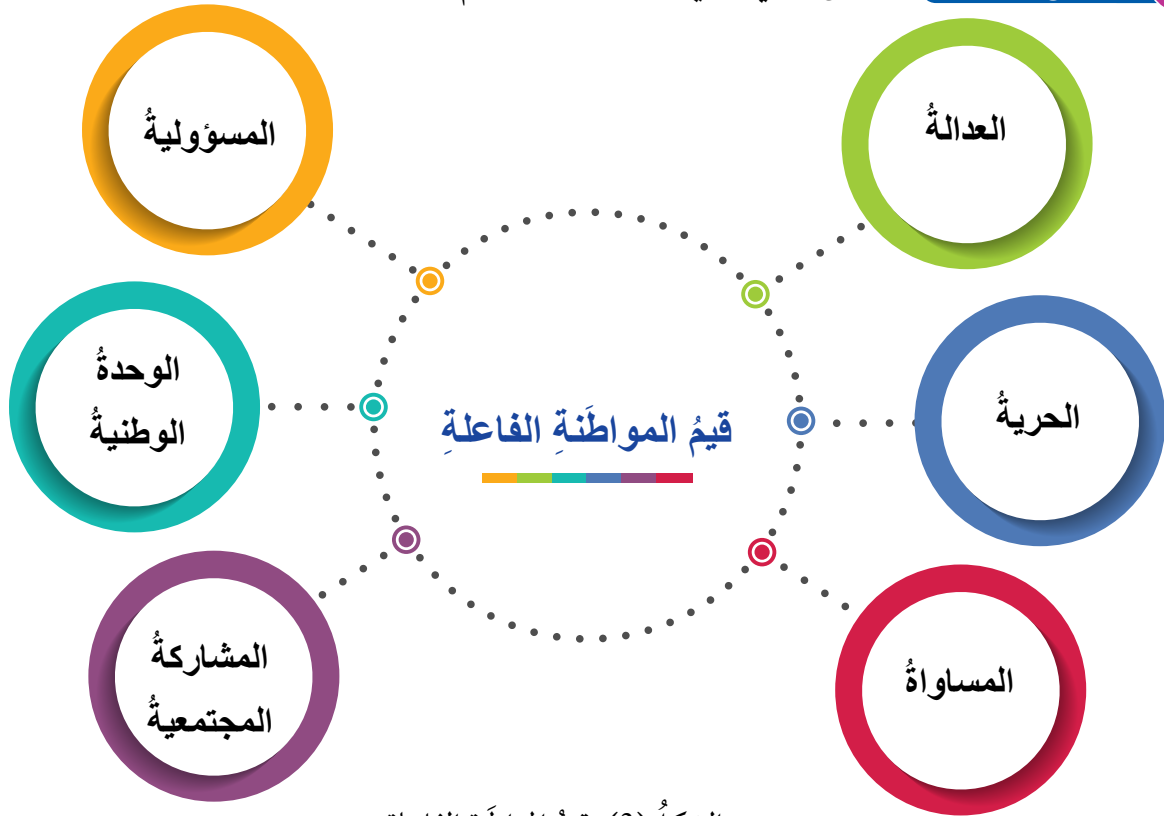 العدالةُ
المسؤوليةُ
الحريةُ
الوحدةُ
الوطنيةُ
قيمُ المواطَنةِ الفاعلةِ
المساواةُ
المشاركةُ
المجتمعيةُ